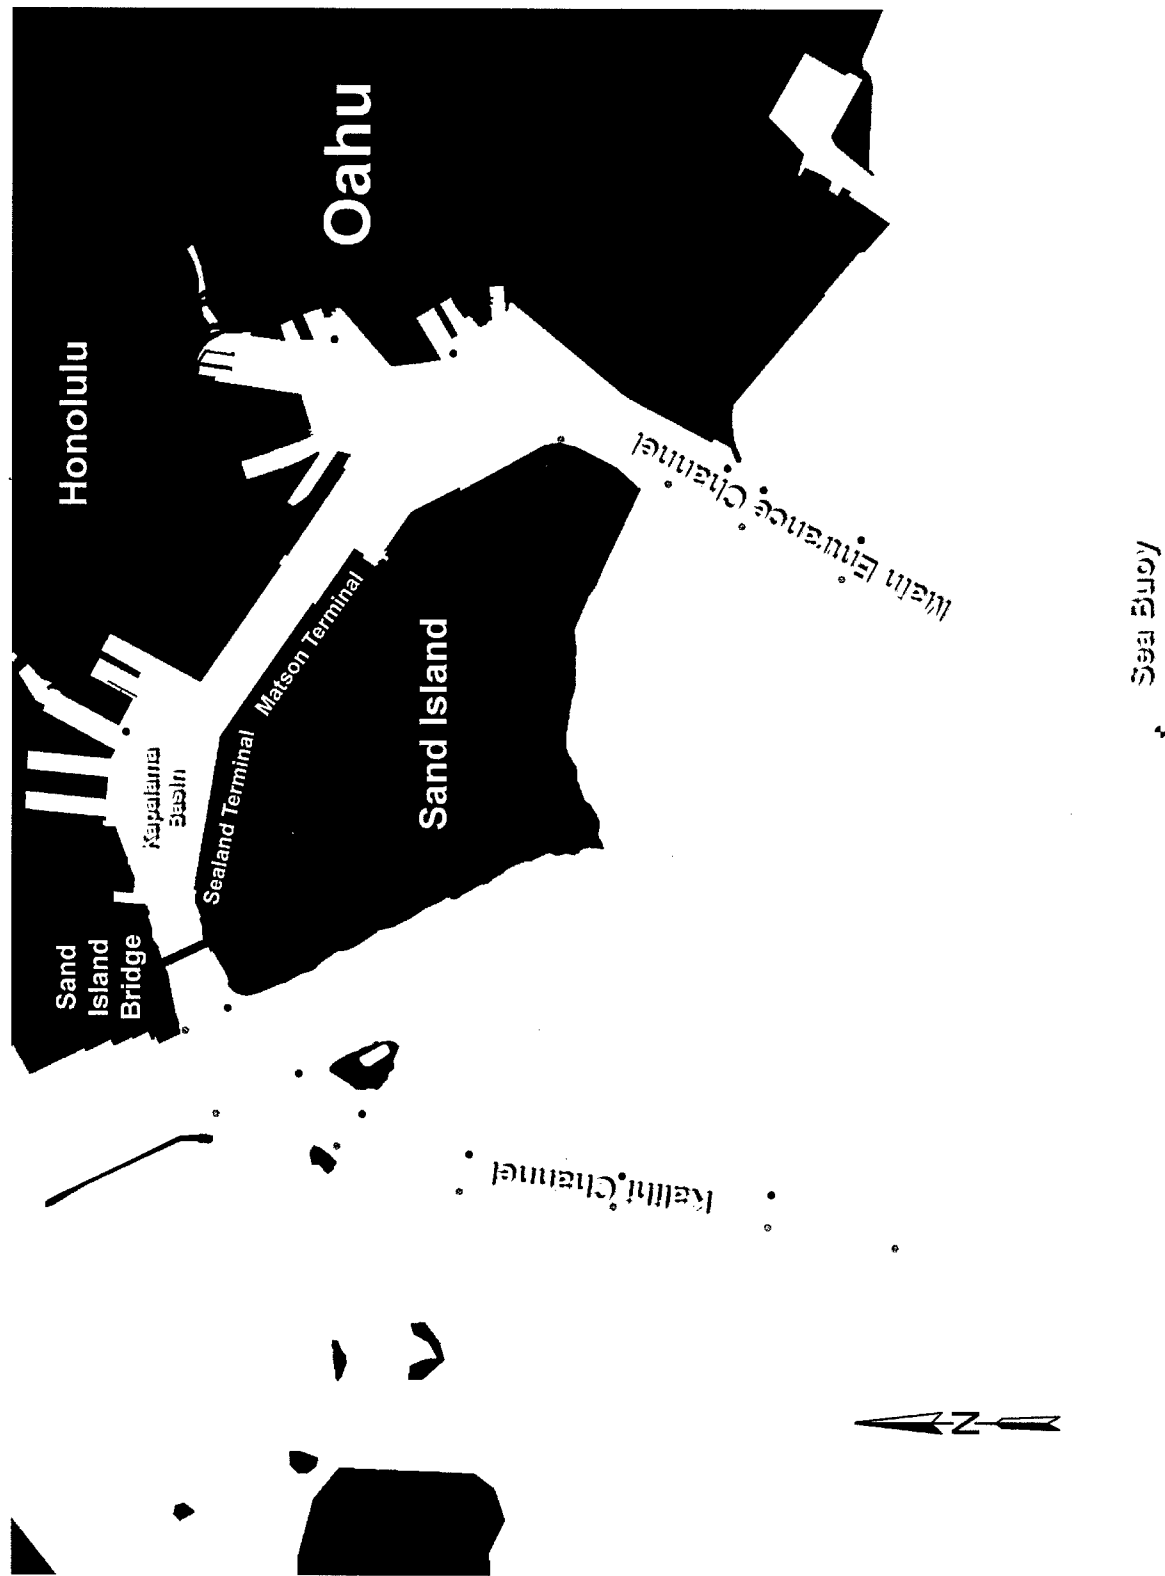 Honolulu
Oahu
Sand
Island
Bridge
Kapalama
Basin
Sealand Terminal
Matson Terminal
Sand Island
Main Entrance Channel
Kalihi Channel
Sea Buoy
N